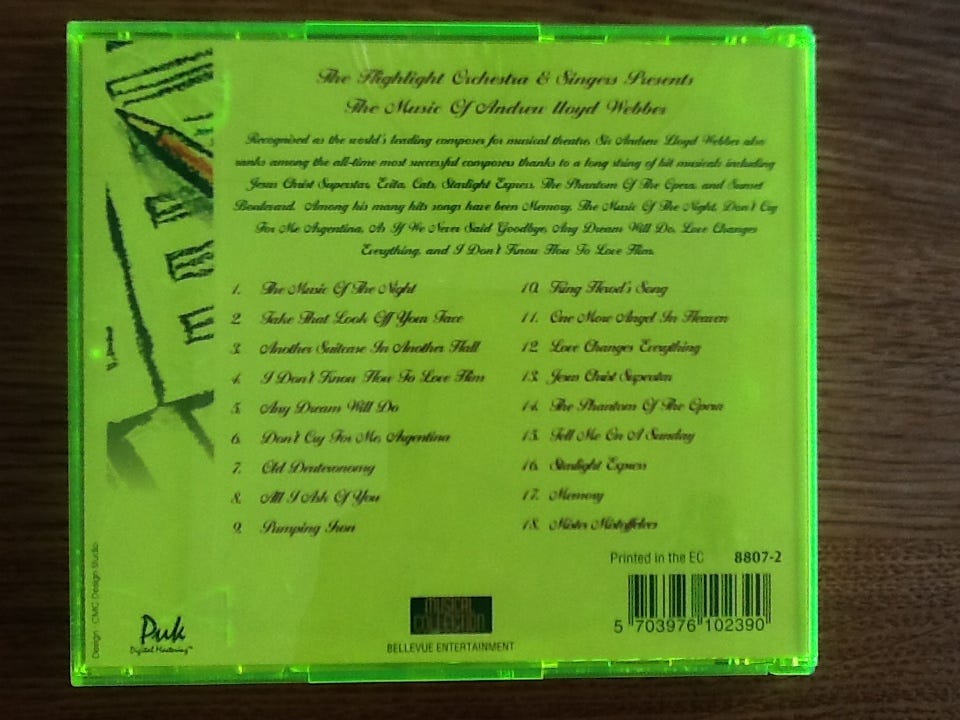 The Highlight Orchestra & Singers Presents
The Music Of Andrew Lloyd Webber
Recognised as the world's leading composer for musical theatre, Sir Andrew Lloyd Webber also
ranks among the all-time most successful composers thanks to a long string of hit musicals including
Jesus Christ Superstar, Evita, Cats, Starlight Express, The Phantom Of The Opera, and Sunset
Boulevard. Among his many hits songs have been Memory, The Music Of The Night, Don't Cry
For Me Argentina, As If We Never Said Goodbye, Any Dream Will Do, Love Changes
Everything, and I Don't Know How To Love Him.
1. The Music Of The Night
2. Take That Look Off Your Face
3. Another Suitcase In Another Hall
4. I Don't Know How To Love Him
5. Any Dream Will Do
6. Don't Cry For Me, Argentina
7. Old Deuteronomy
8. All I Ask Of You
9. Pumping Iron
10. King Herod's Song
11. One More Angel In Heaven
12. Love Changes Everything
13. Jesus Christ Superstar
14. The Phantom Of The Opera
15. Tell Me On A Sunday
16. Starlight Express
17. Memory
18. Mister Mistoffelees
Printed in the EC 8807-2
5 703976 102390
MUSICAL
COLLECTION
BELLEVUE ENTERTAINMENT
Puk
Digital Mastering™
Design: CMC Design Studio